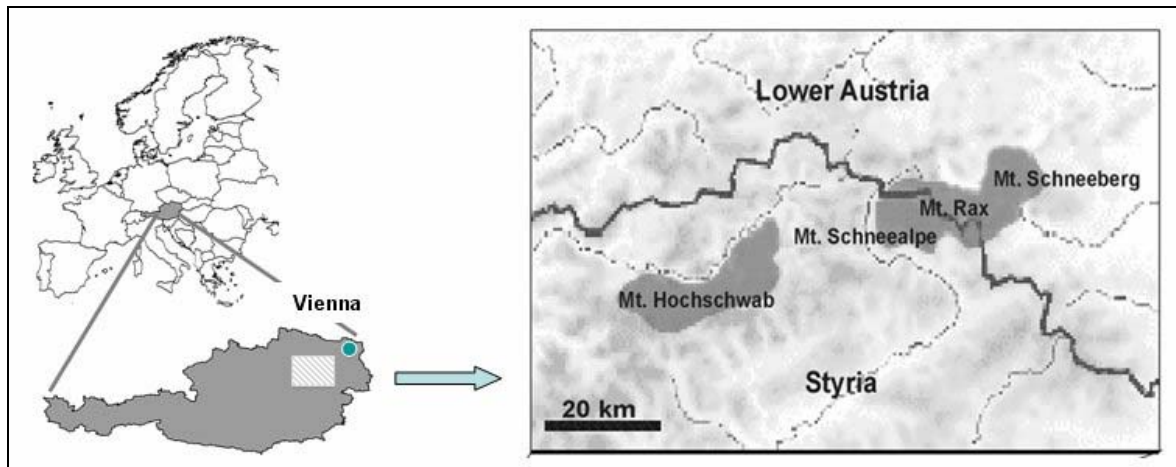 Vienna
Lower Austria
Mt. Schneeberg
Mt. Rax
Mt. Schneealpe
Mt. Hochschwab
Styria
20 km